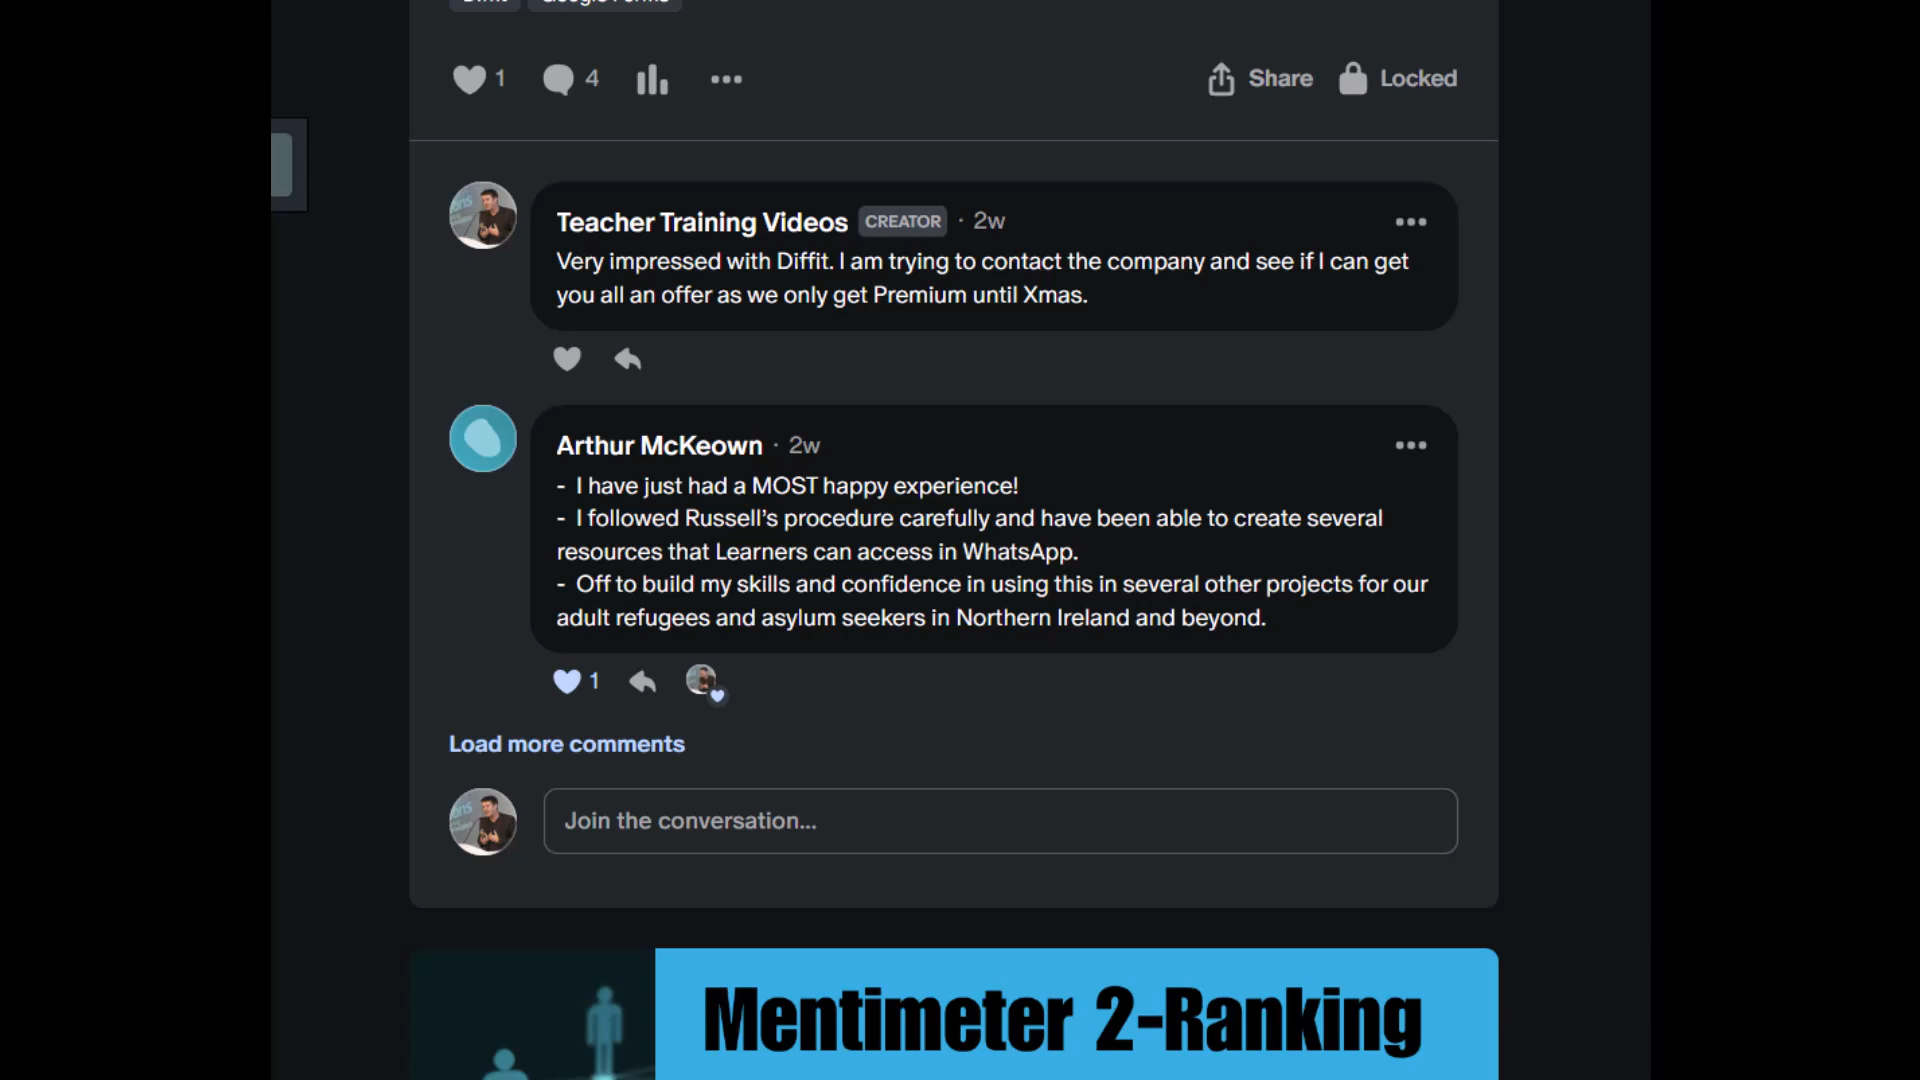 1 4 Share Locked
Teacher Training Videos CREATOR · 2w
Very impressed with Diffit. I am trying to contact the company and see if I can get
you all an offer as we only get Premium until Xmas.
Arthur McKeown · 2w
- I have just had a MOST happy experience!
- I followed Russell’s procedure carefully and have been able to create several
resources that Learners can access in WhatsApp.
- Off to build my skills and confidence in using this in several other projects for our
adult refugees and asylum seekers in Northern Ireland and beyond.
1
Load more comments
Join the conversation...
Mentimeter 2-Ranking